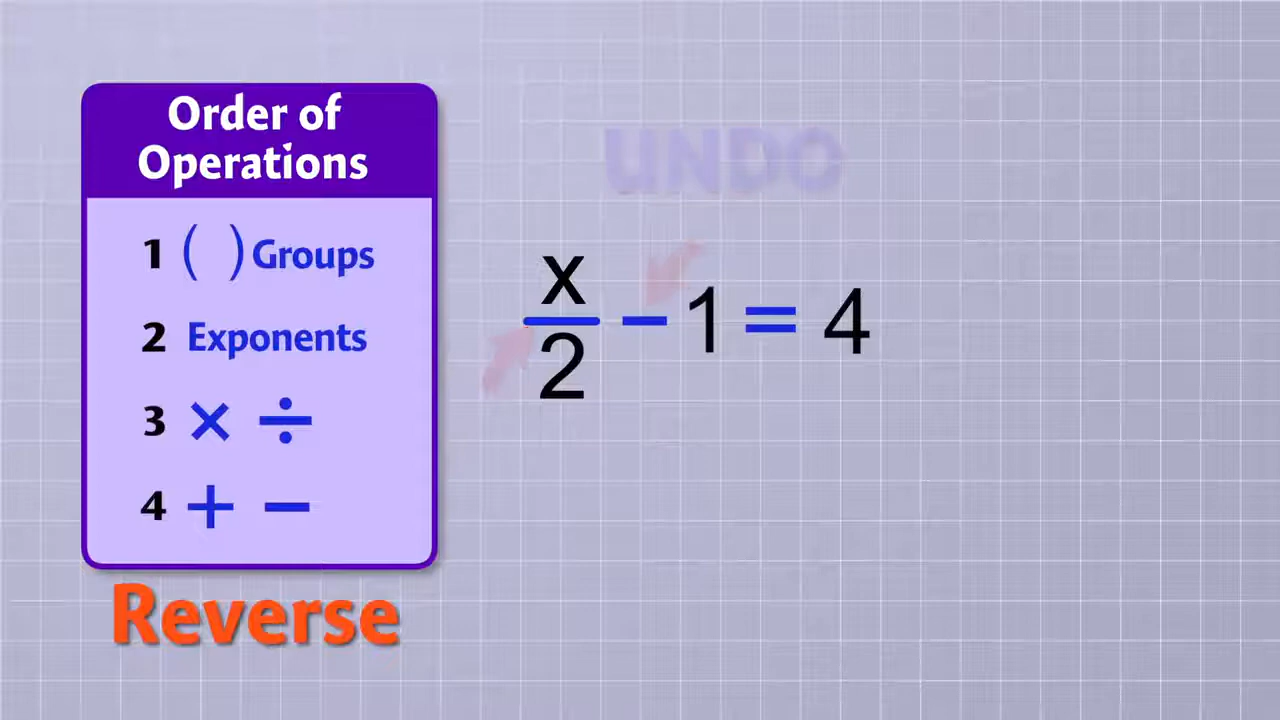 Order of
Operations
1 ( ) Groups
2 Exponents
3 × ÷
4 + −
Reverse
UNDO
x
2
− 1 = 4